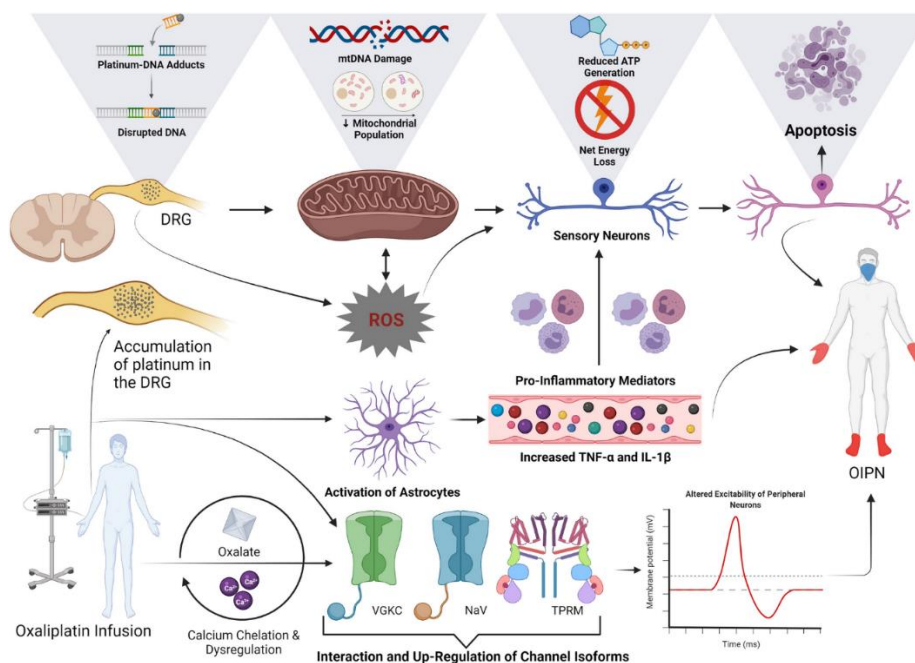 Platinum-DNA Adducts
Disrupted DNA
mtDNA Damage
↓ Mitochondrial
Population
Reduced ATP
Generation
Net Energy
Loss
Apoptosis
DRG
Sensory Neurons
ROS
Accumulation
of platinum in
the DRG
Pro-Inflammatory Mediators
Increased TNF-α and IL-1β
Activation of Astrocytes
OIPN
Oxaliplatin Infusion
Oxalate
Ca²⁺
Ca²⁺
Ca²⁺
Calcium Chelation &
Dysregulation
VGKC
NaV
TPRM
Interaction and Up-Regulation of Channel Isoforms
Altered Excitability of Peripheral
Neurons
Membrane potential (mV)
Time (ms)